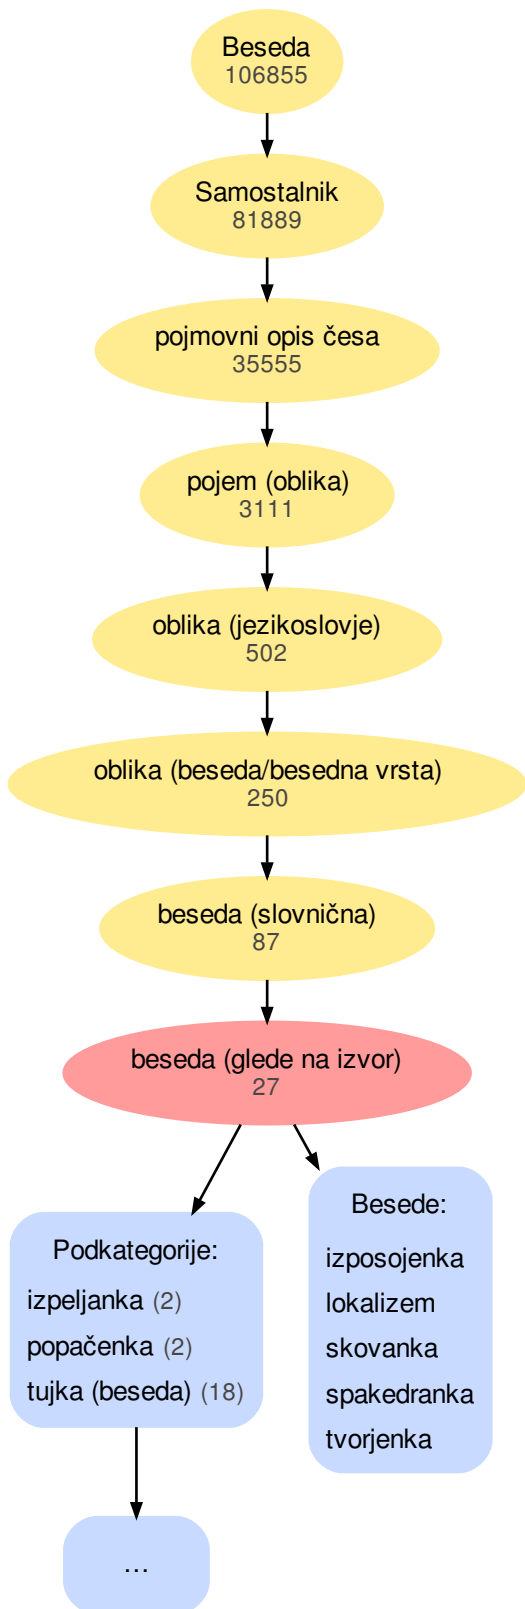 Beseda
106855
Samostalnik
81889
pojmovni opis česa
35555
pojem (oblika)
3111
oblika (jezikoslovje)
502
oblika (beseda/besedna vrsta)
250
beseda (slovnična)
87
beseda (glede na izvor)
27
Podkategorije:
izpeljanka (2)
popačenka (2)
tujka (beseda) (18)
Besede:
izposojenka
lokalizem
skovanka
spakedranka
tvorjenka
...